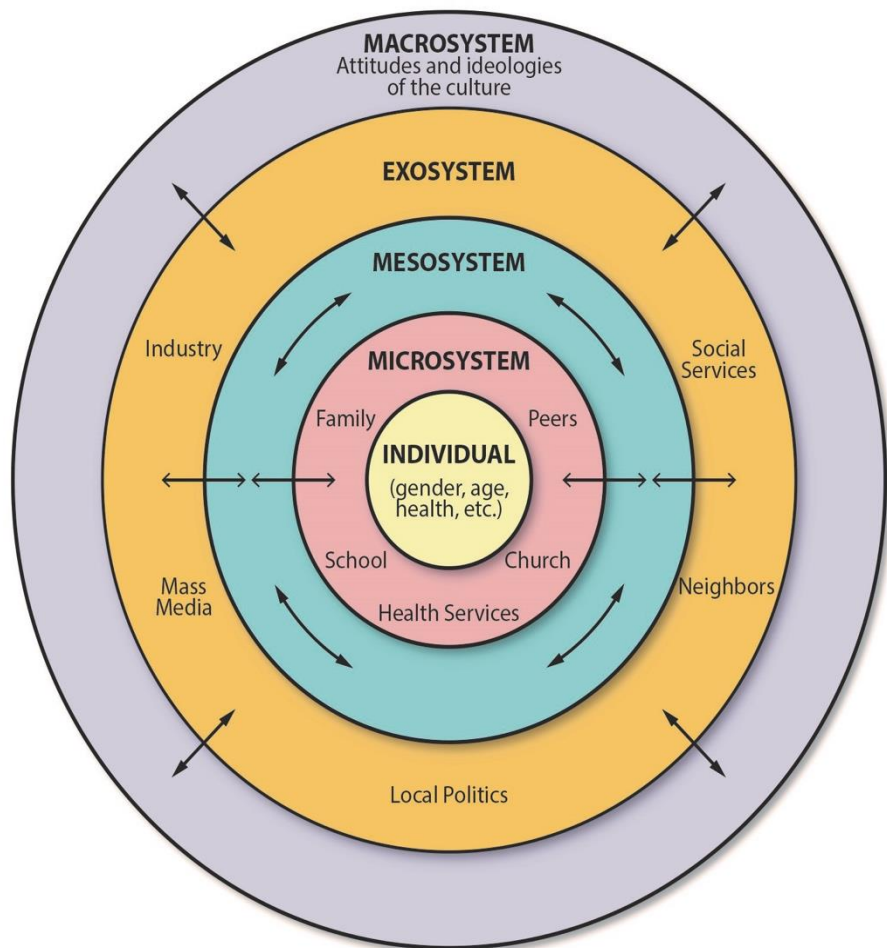 MACROSYSTEM
Attitudes and ideologies
of the culture
EXOSYSTEM
MESOSYSTEM
Industry
Social
Services
MICROSYSTEM
Family
Peers
INDIVIDUAL
(gender, age,
health, etc.)
School
Church
Mass
Media
Neighbors
Health Services
Local Politics